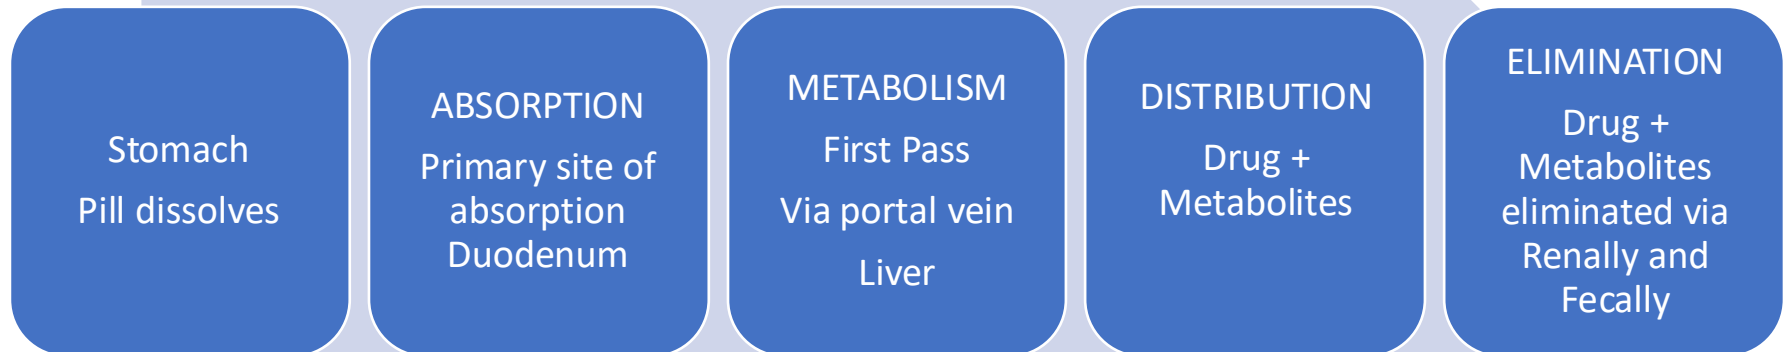 Stomach
Pill dissolves
ABSORPTION
Primary site of
absorption
Duodenum
METABOLISM
First Pass
Via portal vein
Liver
DISTRIBUTION
Drug +
Metabolites
ELIMINATION
Drug +
Metabolites
eliminated via
Renally and
Fecally